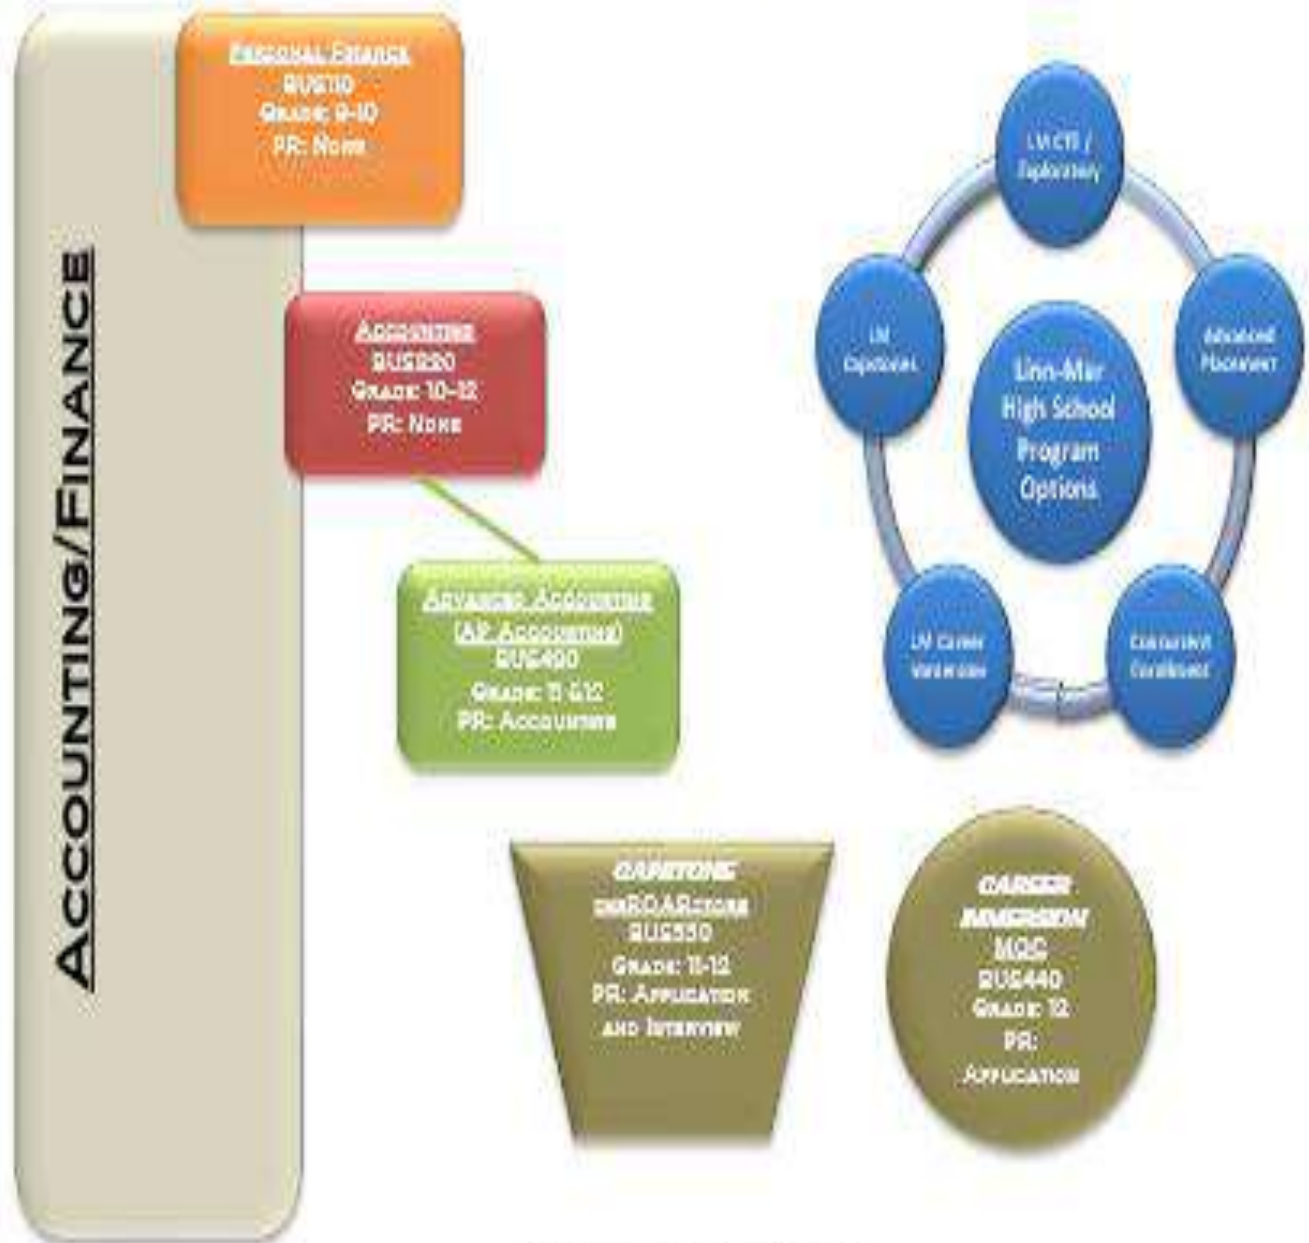 ACCOUNTING/FINANCE
PERSONAL FINANCE
BUS110
GRADE: 9-10
PR: NONE
ACCOUNTING
GRADE: 10-12
PR: NONE
ADVANCED ACCOUNTING
(AP ACCOUNTING)
BUS490
GRADE: 11 &12
PR: ACCOUNTING
CAPSTONE
BUS550
GRADE: 11-12
PR: APPLICATION
AND INTERVIEW
CAREER
IMMERSION
MOC
BUS440
GRADE: 12
PR:
APPLICATION
LM CTE /
Exploratory
Advanced
Placement
Concurrent
Enrollment
LM Career
Immersion
LM
Capstones
Linn-Mar
High School
Program
Options